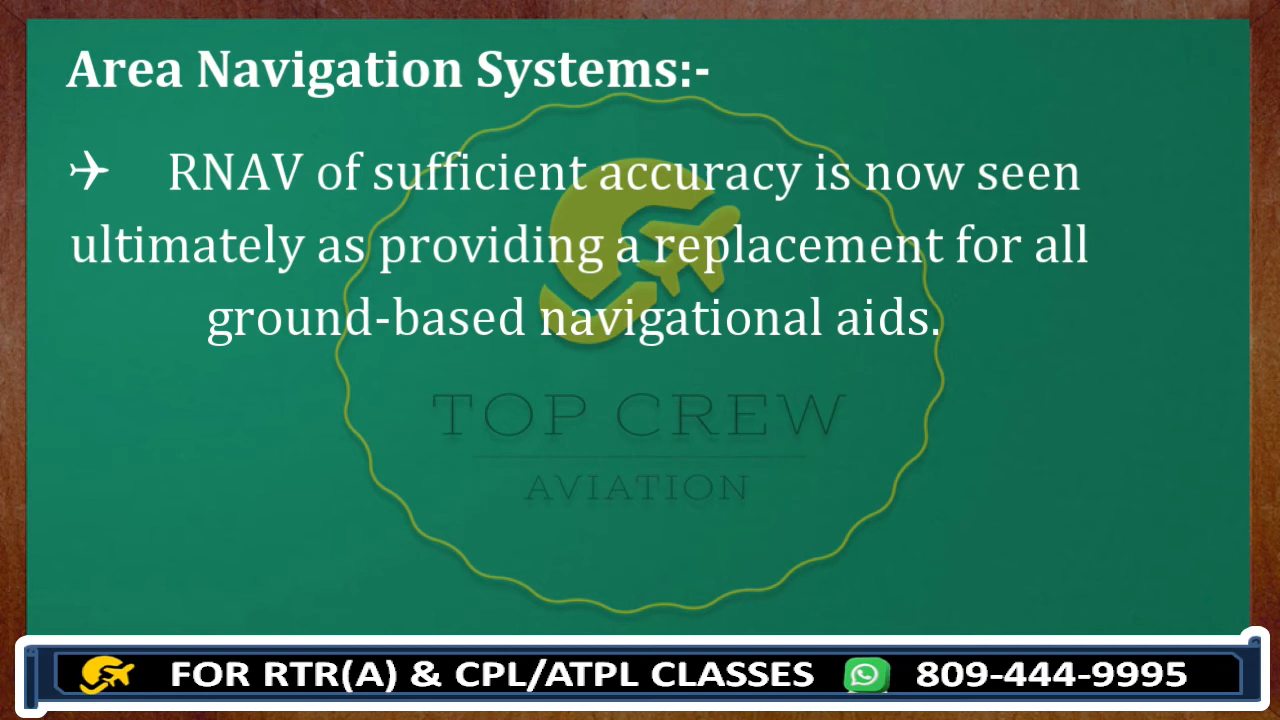 Area Navigation Systems:-
✈ RNAV of sufficient accuracy is now seen
ultimately as providing a replacement for all
ground-based navigational aids.
TOP CREW
AVIATION
FOR RTR(A) & CPL/ATPL CLASSES 809-444-9995